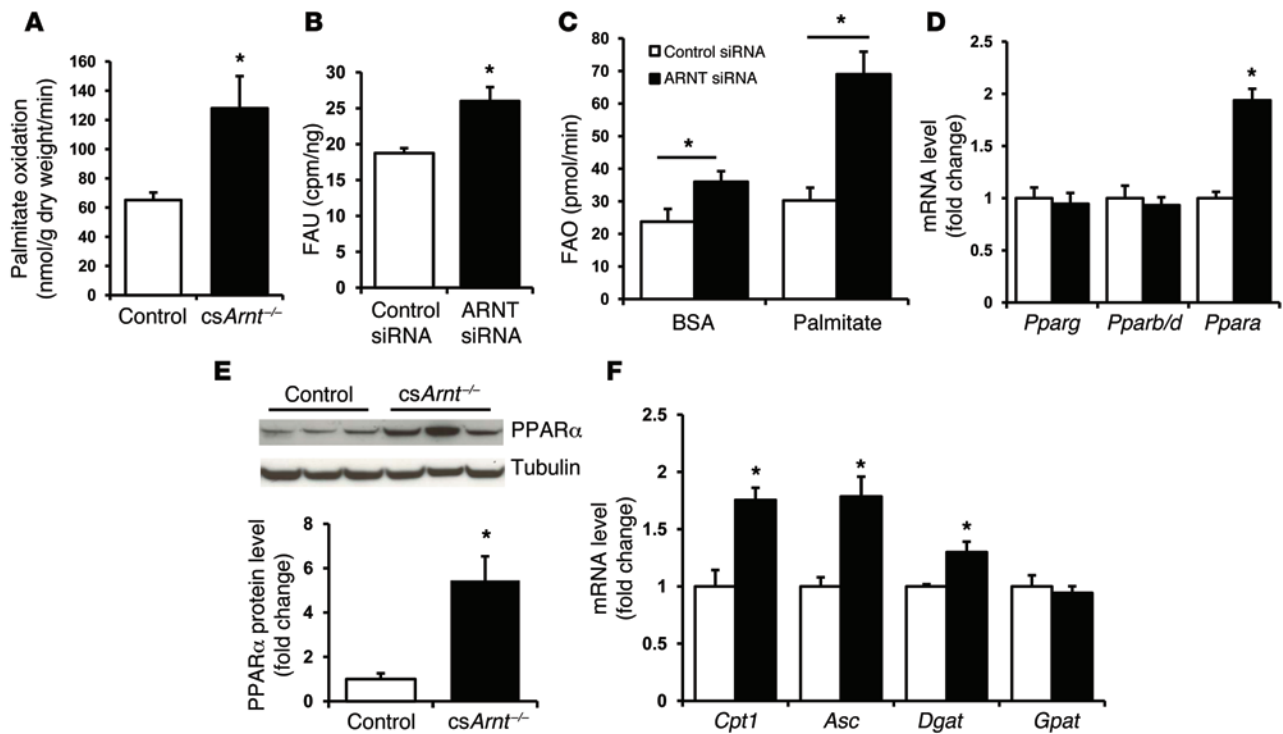 A
Palmitate oxidation
(nmol/g dry weight/min)
160
140
120
100
80
60
40
20
0
*
Control
csArnt–/–
B
FAU (cpm/ng)
30
25
20
15
10
5
0
*
Control
siRNA
ARNT
siRNA
C
FAO (pmol/min)
80
70
60
50
40
30
20
10
0
Control siRNA
ARNT siRNA
*
*
BSA
Palmitate
D
mRNA level
(fold change)
2.5
2
1.5
1
0.5
0
*
Pparg
Pparb/d
Ppara
E
Control
csArnt–/–
PPARα
Tubulin
PPARα protein level
(fold change)
8
6
4
2
0
*
Control
csArnt–/–
F
mRNA level
(fold change)
2.5
2
1.5
1
0.5
0
*
*
*
Cpt1
Asc
Dgat
Gpat